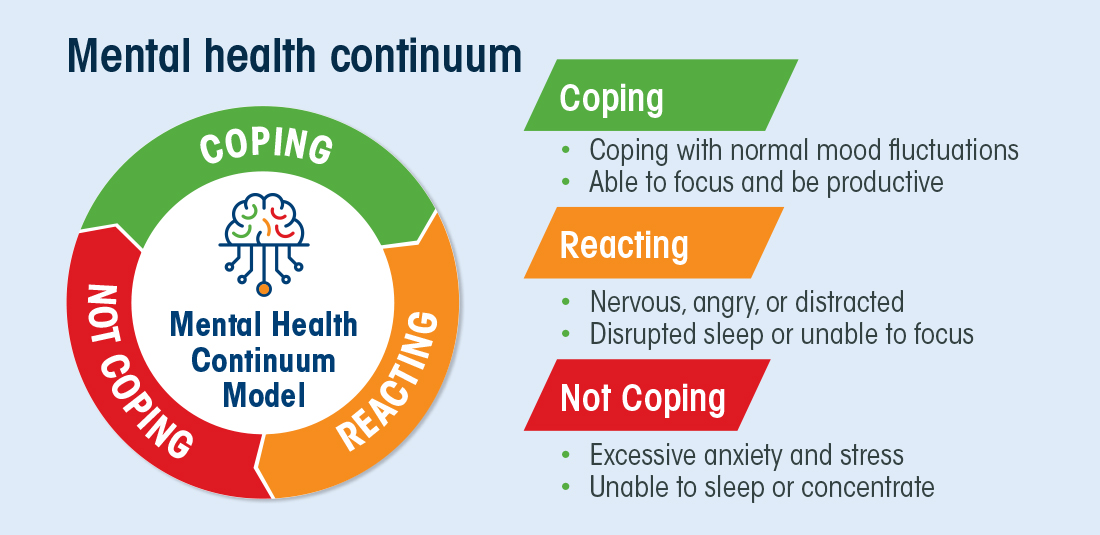 Mental health continuum
COPING
REACTING
NOT COPING
Mental Health
Continuum
Model
Coping
• Coping with normal mood fluctuations
• Able to focus and be productive
Reacting
• Nervous, angry, or distracted
• Disrupted sleep or unable to focus
Not Coping
• Excessive anxiety and stress
• Unable to sleep or concentrate